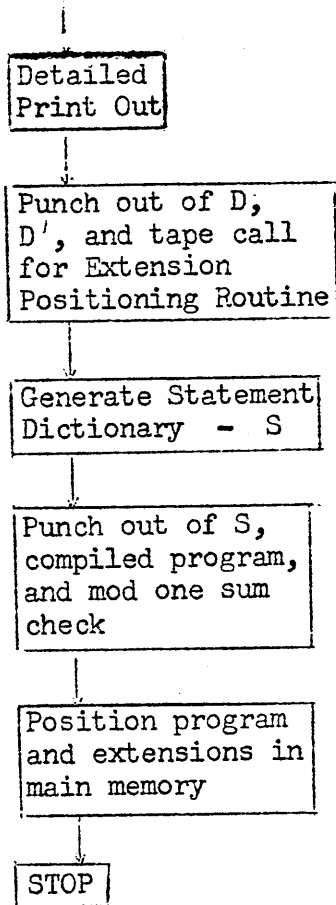 Detailed
Print Out
Punch out of D,
D', and tape call
for Extension
Positioning Routine
Generate Statement
Dictionary - S
Punch out of S,
compiled program,
and mod one sum
check
Position program
and extensions in
main memory
STOP